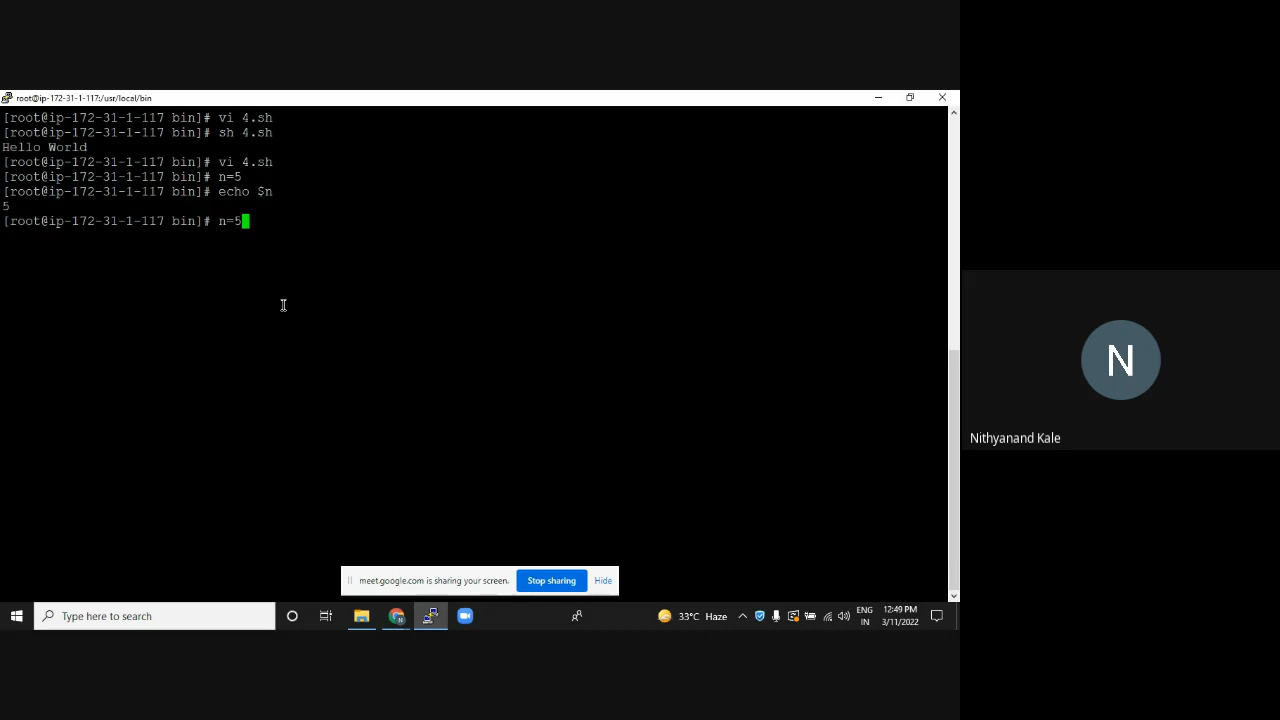 root@ip-172-31-1-117:/usr/local/bin
[root@ip-172-31-1-117 bin]# vi 4.sh
[root@ip-172-31-1-117 bin]# sh 4.sh
Hello World
[root@ip-172-31-1-117 bin]# vi 4.sh
[root@ip-172-31-1-117 bin]# n=5
[root@ip-172-31-1-117 bin]# echo $n
5
[root@ip-172-31-1-117 bin]# n=5
N
Nithyanand Kale
meet.google.com is sharing your screen. Stop sharing Hide
Type here to search
33°C Haze
ENG
IN
12:49 PM
3/11/2022